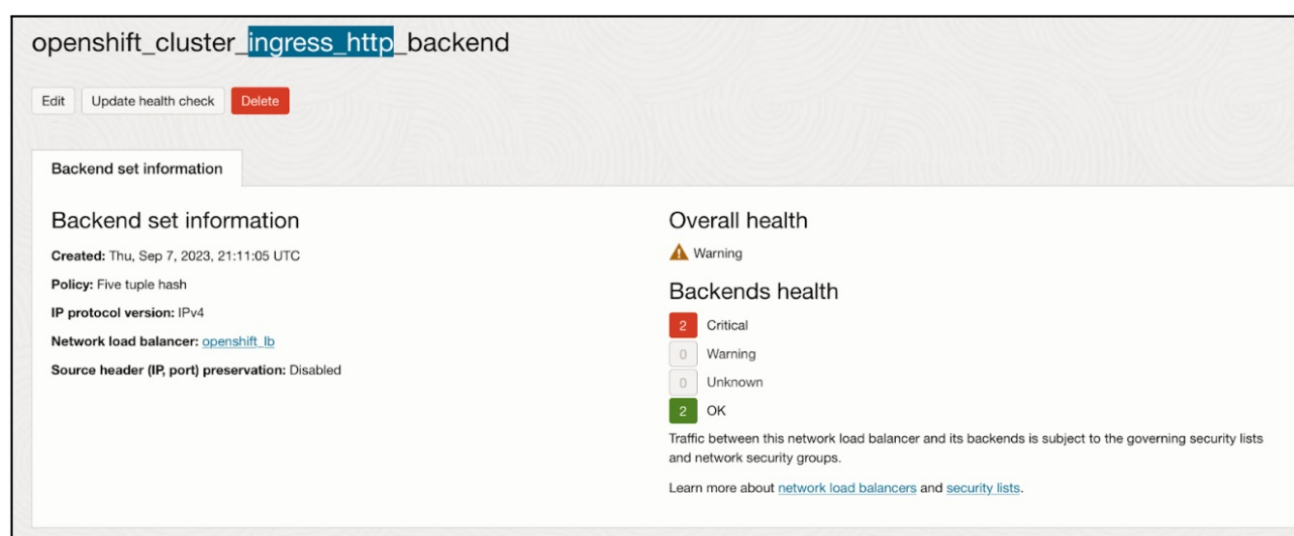 openshift_cluster_ingress_http_backend
Edit Update health check Delete
Backend set information
Backend set information
Created: Thu, Sep 7, 2023, 21:11:05 UTC
Policy: Five tuple hash
IP protocol version: IPv4
Network load balancer: openshift_lb
Source header (IP, port) preservation: Disabled
Overall health
Warning
Backends health
2 Critical
0 Warning
0 Unknown
2 OK
Traffic between this network load balancer and its backends is subject to the governing security lists
and network security groups.
Learn more about network load balancers and security lists.